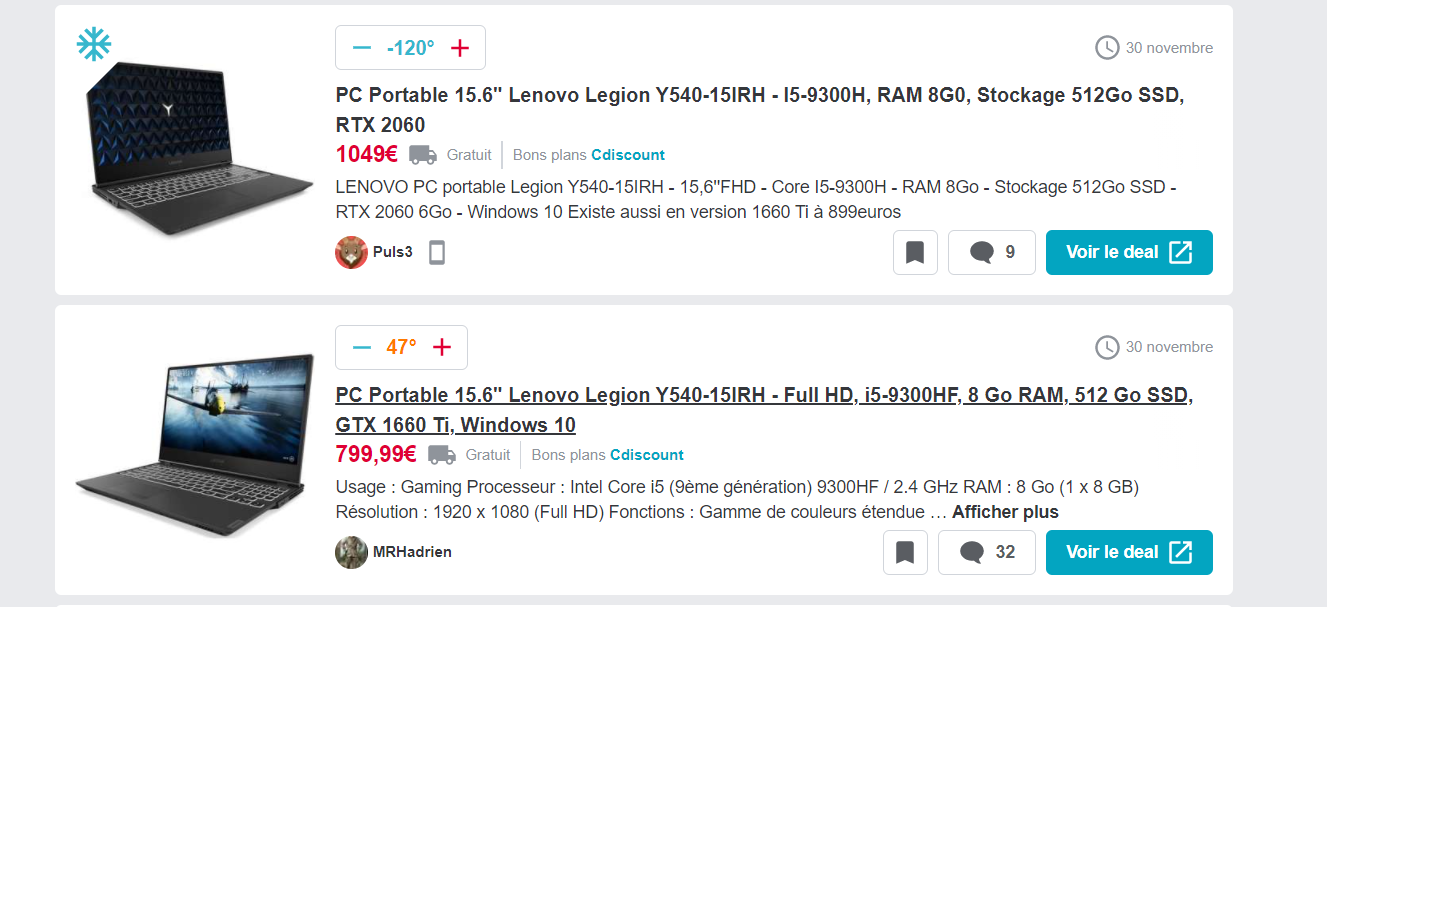 -120°
30 novembre
PC Portable 15.6" Lenovo Legion Y540-15IRH - I5-9300H, RAM 8G0, Stockage 512Go SSD,
RTX 2060
1049€ Gratuit Bons plans Cdiscount
LENOVO PC portable Legion Y540-15IRH - 15,6"FHD - Core I5-9300H - RAM 8Go - Stockage 512Go SSD -
RTX 2060 6Go - Windows 10 Existe aussi en version 1660 Ti à 899euros
Puls3
9
Voir le deal
47°
30 novembre
PC Portable 15.6" Lenovo Legion Y540-15IRH - Full HD, i5-9300HF, 8 Go RAM, 512 Go SSD,
GTX 1660 Ti, Windows 10
799,99€ Gratuit Bons plans Cdiscount
Usage : Gaming Processeur : Intel Core i5 (9ème génération) 9300HF / 2.4 GHz RAM : 8 Go (1 x 8 GB)
Résolution : 1920 x 1080 (Full HD) Fonctions : Gamme de couleurs étendue … Afficher plus
MRHadrien
32
Voir le deal